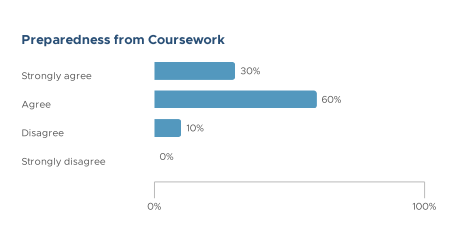 Preparedness from Coursework
Strongly agree 30%
Agree 60%
Disagree 10%
Strongly disagree 0%
0% 100%